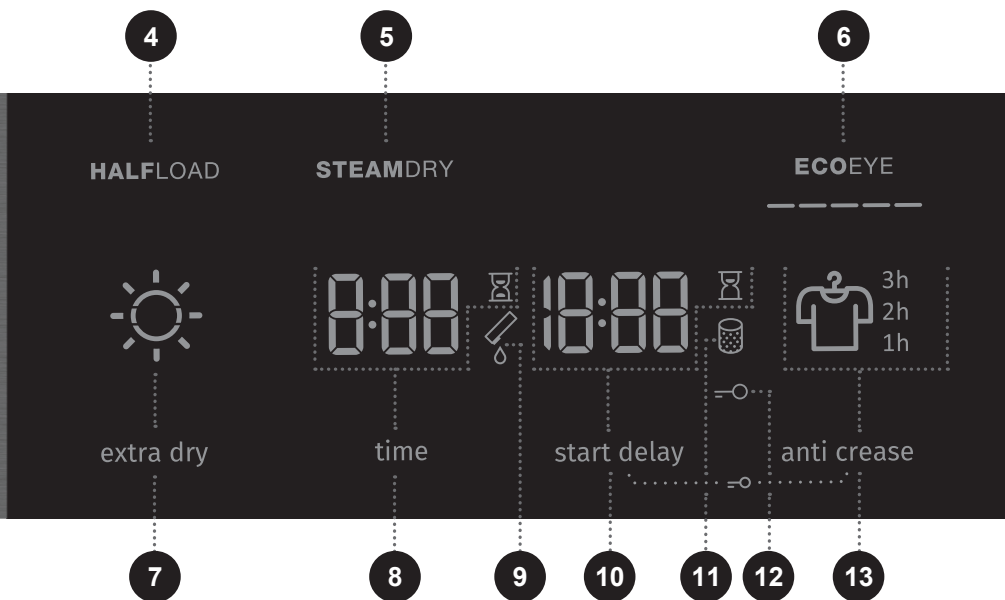 4 5 6
HALFLOAD STEAMDRY ECOEYE
8:88 18:88 3h
2h
1h
extra dry time start delay anti crease
7 8 9 10 11 12 13